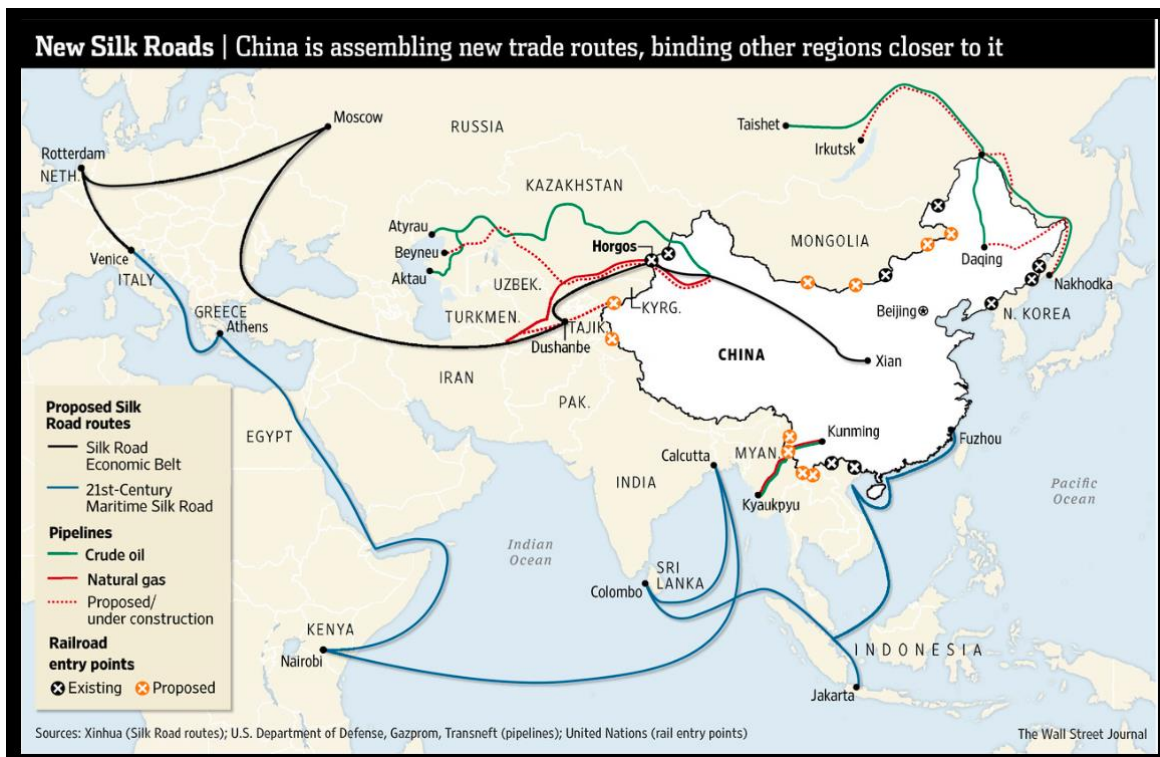 New Silk Roads | China is assembling new trade routes, binding other regions closer to it
Moscow
RUSSIA
Taishet
Irkutsk
Rotterdam
NETH.
KAZAKHSTAN
Atyrau
Beyneu
Aktau
Horgos
MONGOLIA
Venice
ITALY
UZBEK.
Daqing
Nakhodka
GREECE
Athens
TURKMEN.
KYRG.
Beijing
N. KOREA
TAJIK.
Dushanbe
CHINA
Xian
IRAN
PAK.
Proposed Silk
Road routes
Silk Road
Economic Belt
21st-Century
Maritime Silk Road
Pipelines
Crude oil
Natural gas
Proposed/
under construction
Railroad
entry points
Existing
Proposed
EGYPT
Calcutta
MYAN.
Kunming
Fuzhou
INDIA
Kyaukpyu
Pacific
Ocean
Indian
Ocean
SRI
LANKA
Colombo
KENYA
Nairobi
INDONESIA
Jakarta
Sources: Xinhua (Silk Road routes); U.S. Department of Defense, Gazprom, Transneft (pipelines); United Nations (rail entry points)
The Wall Street Journal